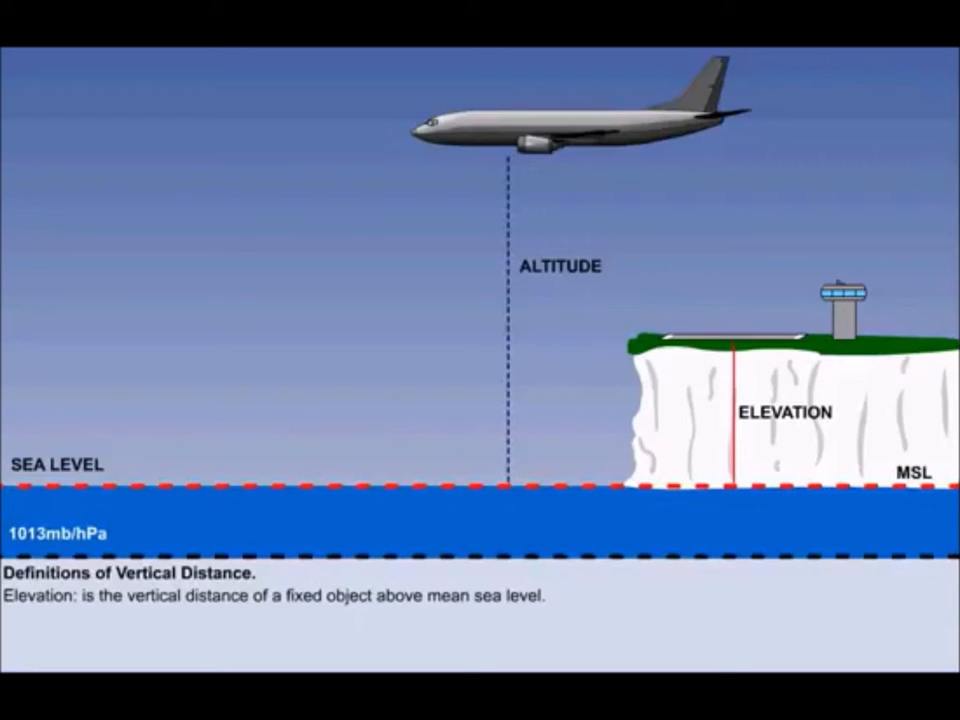 ALTITUDE
ELEVATION
SEA LEVEL
MSL
1013mb/hPa
Definitions of Vertical Distance.
Elevation: is the vertical distance of a fixed object above mean sea level.